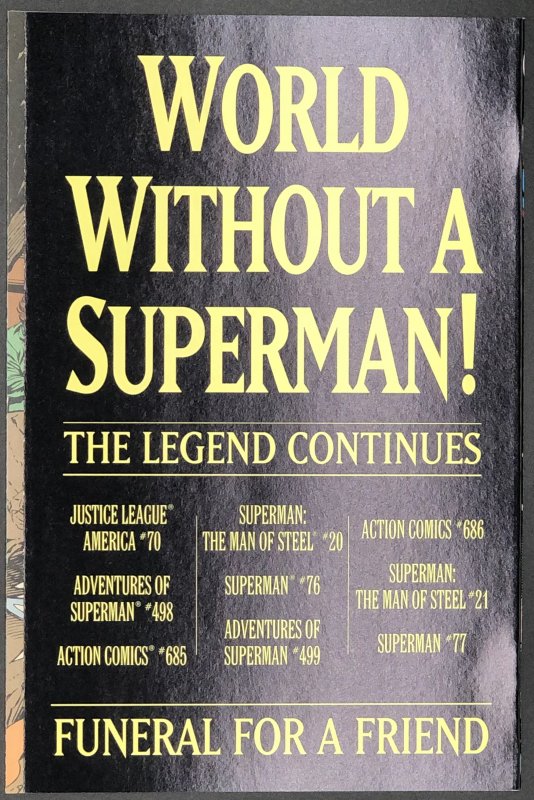 WORLD
WITHOUT A
SUPERMAN!
THE LEGEND CONTINUES
JUSTICE LEAGUE®
AMERICA #70
ADVENTURES OF
SUPERMAN® #498
ACTION COMICS® #685
SUPERMAN:
THE MAN OF STEEL® #20
SUPERMAN® #76
ADVENTURES OF
SUPERMAN #499
ACTION COMICS #686
SUPERMAN:
THE MAN OF STEEL #21
SUPERMAN #77
FUNERAL FOR A FRIEND